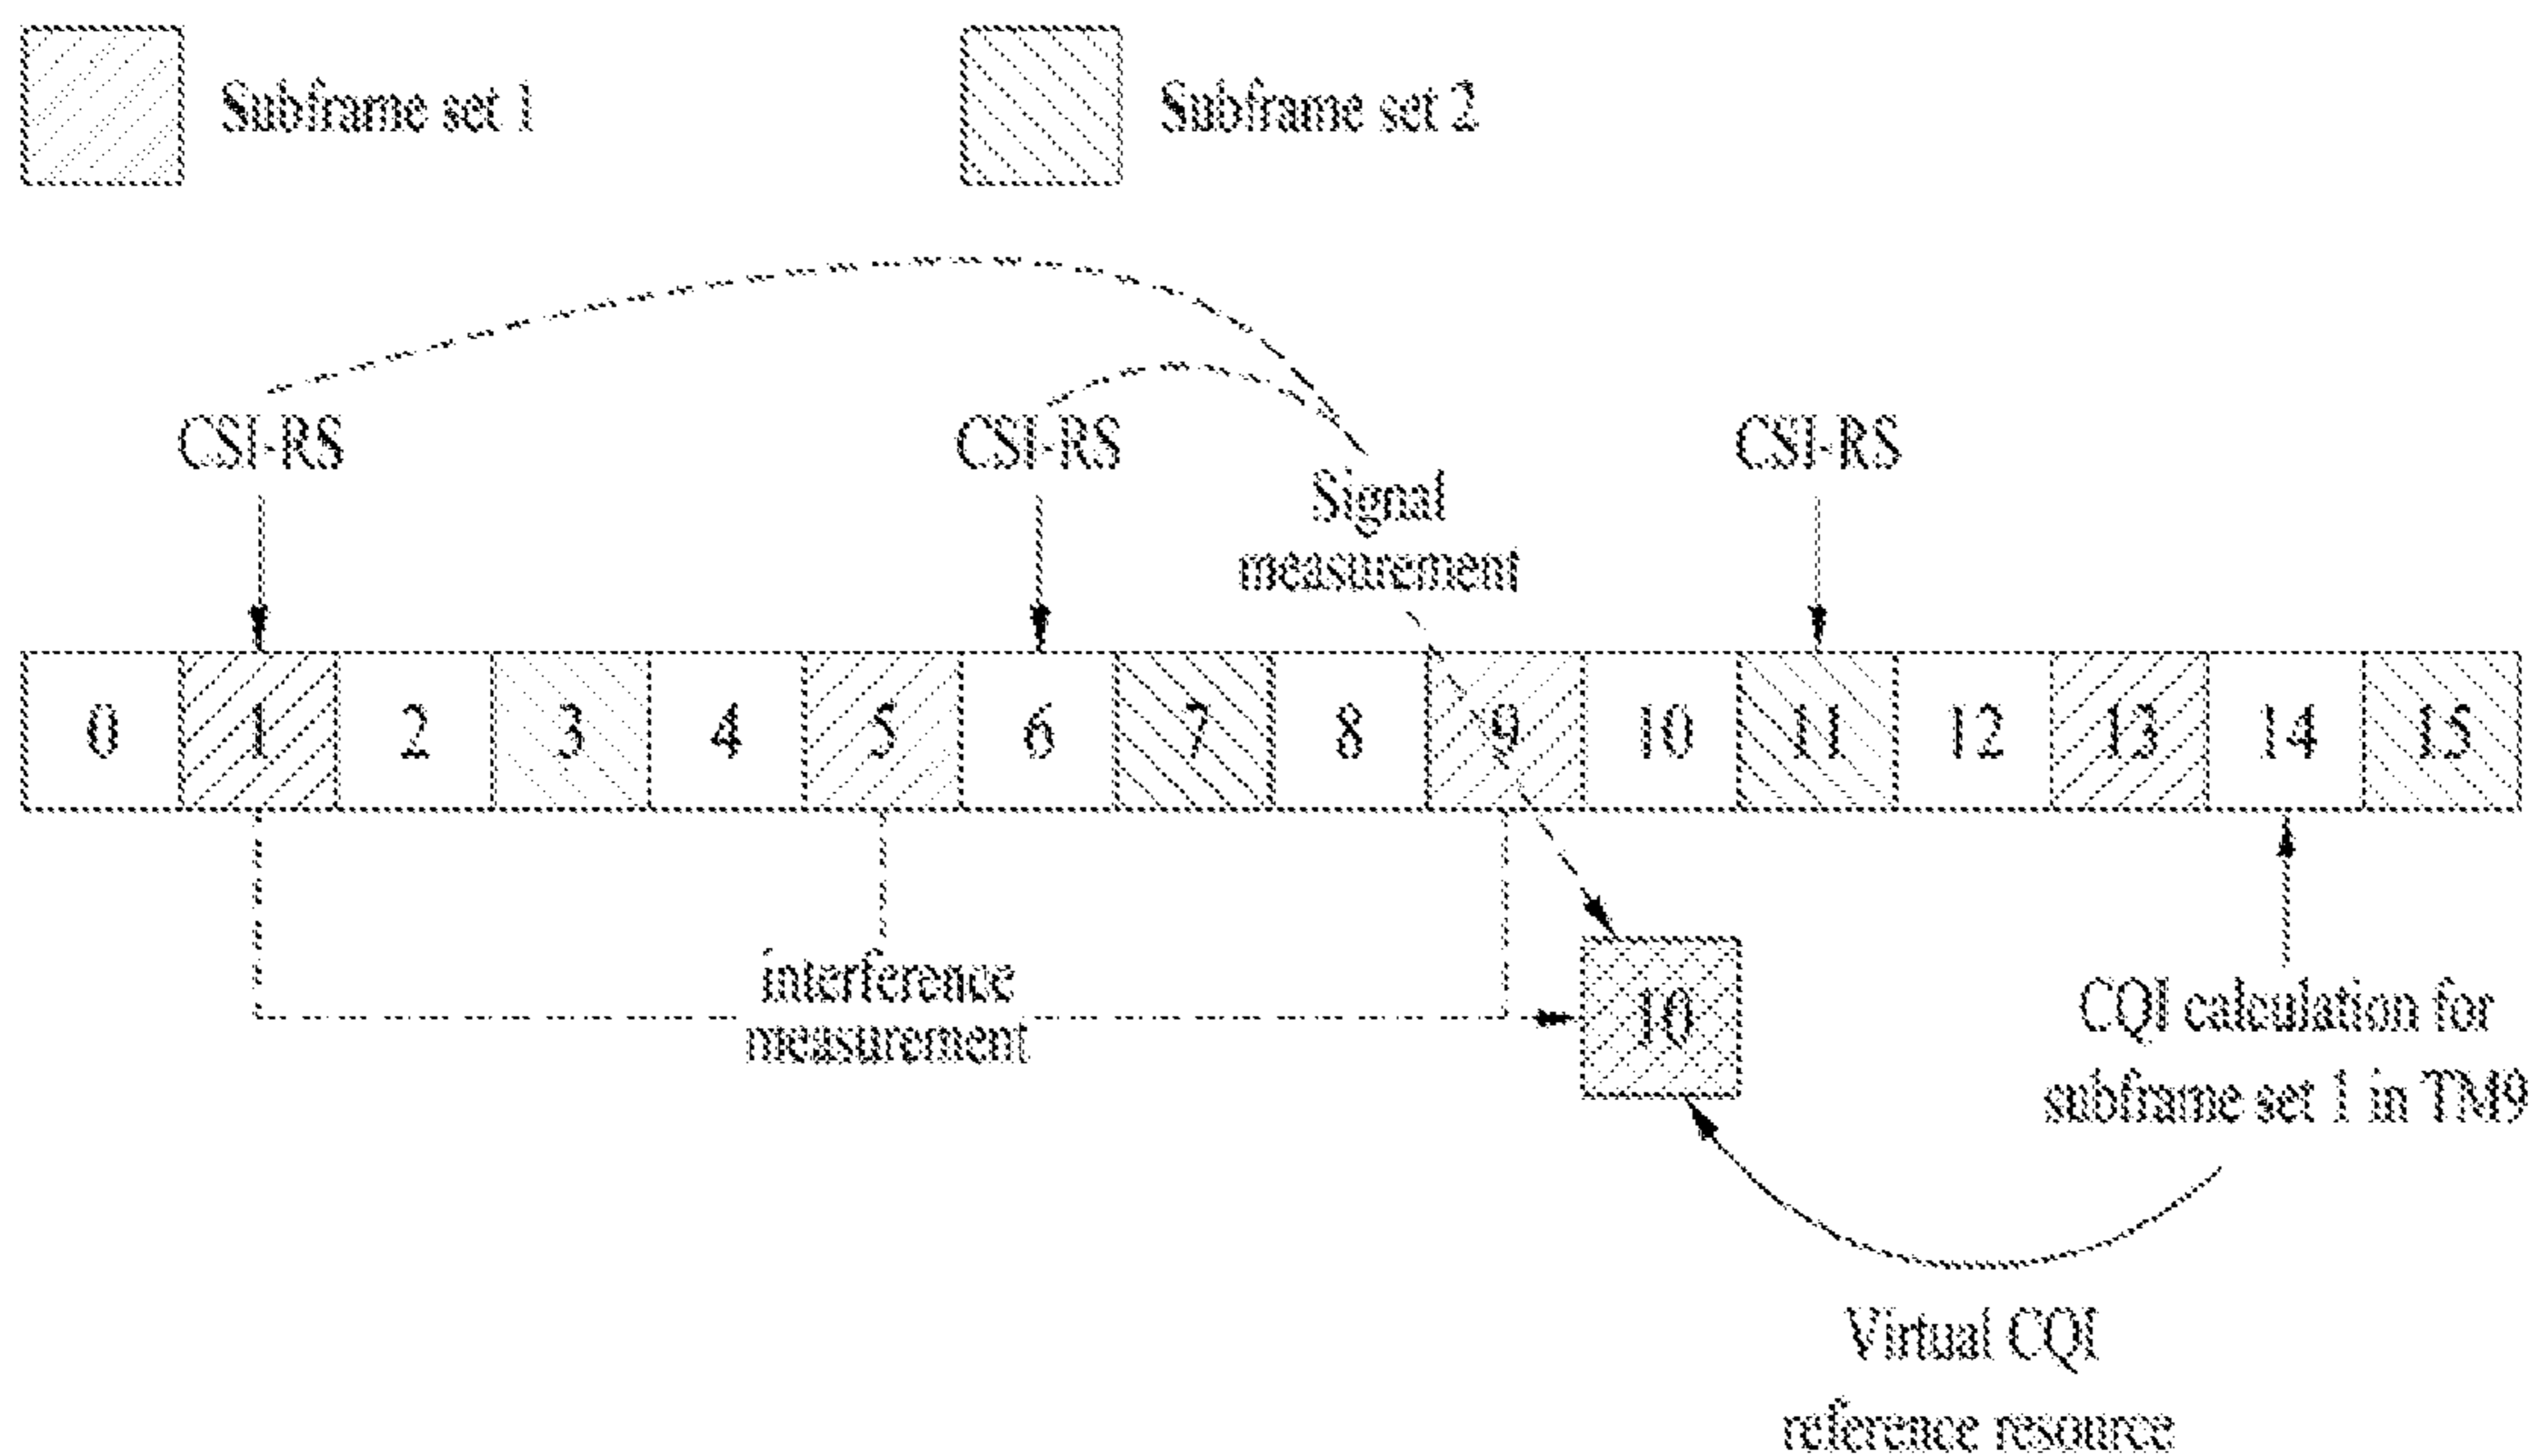 Subframe set 1
Subframe set 2
CSI-RS
CSI-RS
CSI-RS
Signal
measurement
0 1 2 3 4 5 6 7 8 9 10 11 12 13 14 15
interference
measurement
10
CQI calculation for
subframe set 1 in TM9
Virtual CQI
reference resource